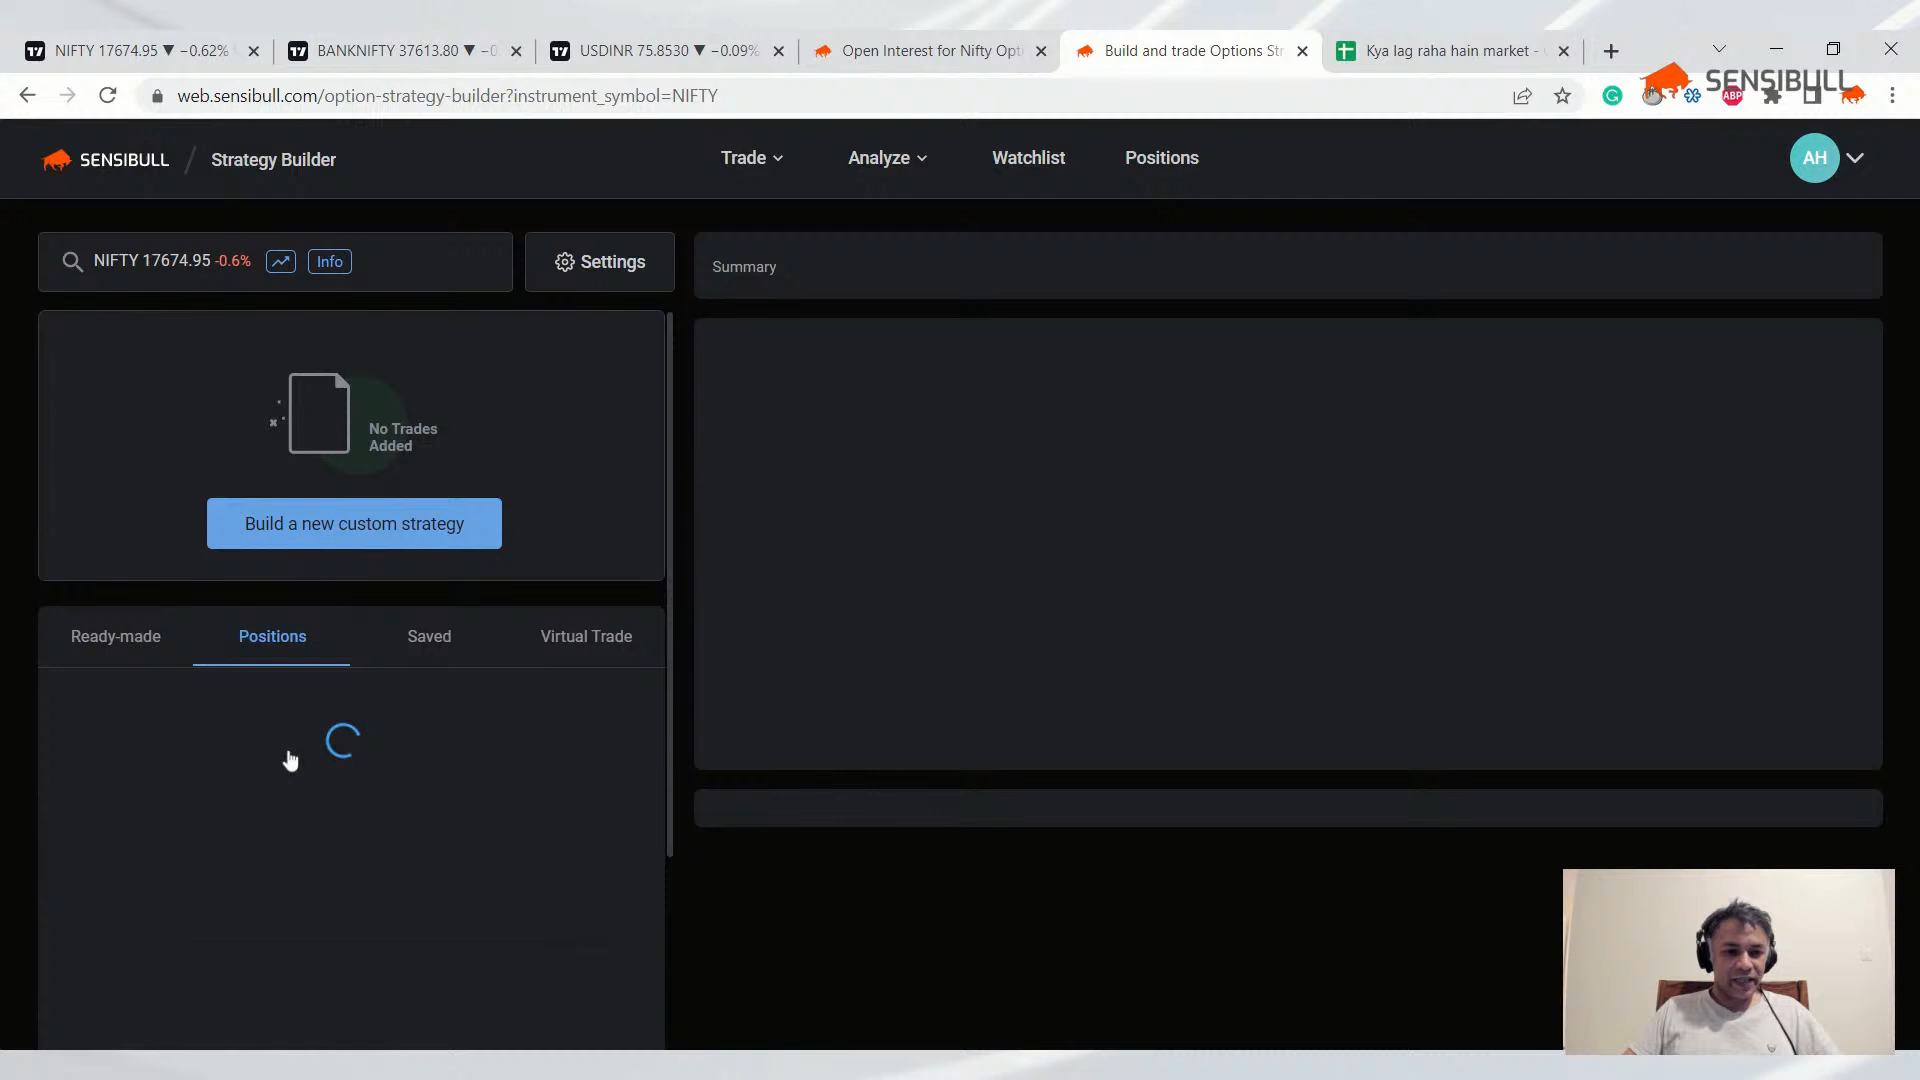 NIFTY 17674.95 ▼ −0.62%
BANKNIFTY 37613.80 ▼ −0
USDINR 75.8530 ▼ −0.09%
Open Interest for Nifty Opti
Build and trade Options Str
Kya lag raha hain market -
web.sensibull.com/option-strategy-builder?instrument_symbol=NIFTY
ABP
SENSIBULL
SENSIBULL / Strategy Builder
Trade
Analyze
Watchlist
Positions
AH
NIFTY 17674.95 -0.6%
Info
Settings
Summary
No Trades
Added
Build a new custom strategy
Ready-made
Positions
Saved
Virtual Trade